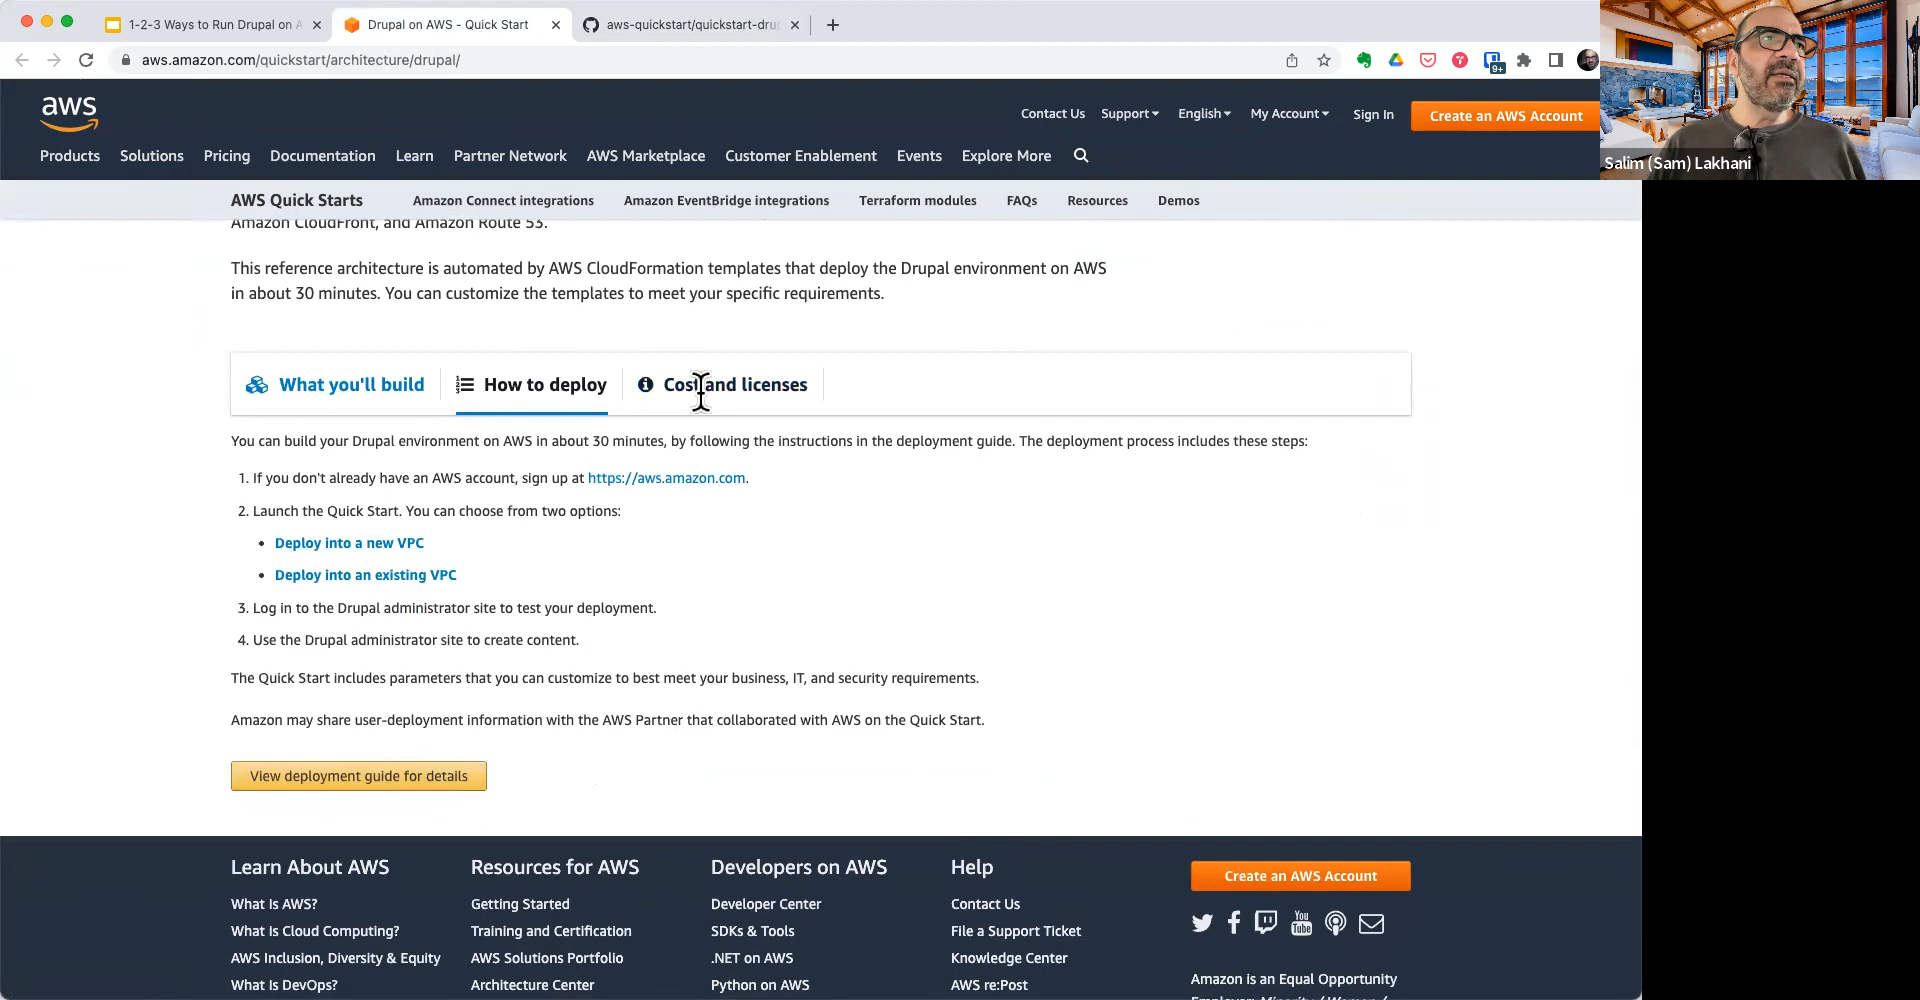 1-2-3 Ways to Run Drupal on A
Drupal on AWS - Quick Start
aws-quickstart/quickstart-drup
aws.amazon.com/quickstart/architecture/drupal/
9+
aws
Contact Us
Support
English
My Account
Sign In
Create an AWS Account
Products
Solutions
Pricing
Documentation
Learn
Partner Network
AWS Marketplace
Customer Enablement
Events
Explore More
Salim (Sam) Lakhani
AWS Quick Starts
Amazon Connect integrations
Amazon EventBridge integrations
Terraform modules
FAQs
Resources
Demos
Amazon CloudFront, and Amazon Route 53.
This reference architecture is automated by AWS CloudFormation templates that deploy the Drupal environment on AWS
in about 30 minutes. You can customize the templates to meet your specific requirements.
What you'll build
How to deploy
Cost and licenses
You can build your Drupal environment on AWS in about 30 minutes, by following the instructions in the deployment guide. The deployment process includes these steps:
1. If you don't already have an AWS account, sign up at https://aws.amazon.com.
2. Launch the Quick Start. You can choose from two options:
• Deploy into a new VPC
• Deploy into an existing VPC
3. Log in to the Drupal administrator site to test your deployment.
4. Use the Drupal administrator site to create content.
The Quick Start includes parameters that you can customize to best meet your business, IT, and security requirements.
Amazon may share user-deployment information with the AWS Partner that collaborated with AWS on the Quick Start.
View deployment guide for details
Learn About AWS
What Is AWS?
What Is Cloud Computing?
AWS Inclusion, Diversity & Equity
What Is DevOps?
Resources for AWS
Getting Started
Training and Certification
AWS Solutions Portfolio
Architecture Center
Developers on AWS
Developer Center
SDKs & Tools
.NET on AWS
Python on AWS
Help
Contact Us
File a Support Ticket
Knowledge Center
AWS re:Post
Create an AWS Account
You
Tube
Amazon is an Equal Opportunity
Employer: Minority / Women /